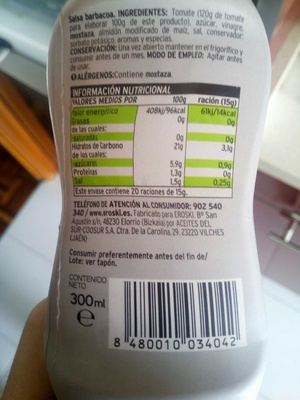 Salsa barbacoa. INGREDIENTES: Tomate (120g de tomate
para elaborar 100g de este producto), azúcar, vinagre,
mostaza, almidón modificado de maíz, sal, conservador:
sorbato potásico, aromas y especias.
CONSERVACIÓN: Una vez abierto mantener en el frigorífico y
consumir antes de un mes. MODO DE EMPLEO: Agitar antes
de usar.
ALÉRGENOS: Contiene mostaza.
INFORMACIÓN NUTRICIONAL
VALORES MEDIOS POR 100g ración (15g)
Valor energético 408kj/96kcal 61kj/14kcal
Grasas 0g 0g
de las cuales:
-saturadas 0g 0g
Hidratos de Carbono 21g 3,1g
de los cuales:
-azúcares 5,9g 0,9g
Proteínas 1,3g 0g
Sal 1,5g 0,25g
Este envase contiene 20 raciones de 15g.
TELÉFONO DE ATENCIÓN AL CONSUMIDOR: 902 540
340 / www.eroski.es. Fabricado para EROSKI, Bº San
Agustín s/n, 48230 Elorrio (Bizkaia) por ACEITES DEL
SUR-COOSUR S.A. Ctra. De La Carolina, 29. 23220 VILCHES
(JAÉN)
Consumir preferentemente antes del fin de/
Lote: ver tapón.
CONTENIDO
NETO
300ml
e
8 480010 034042